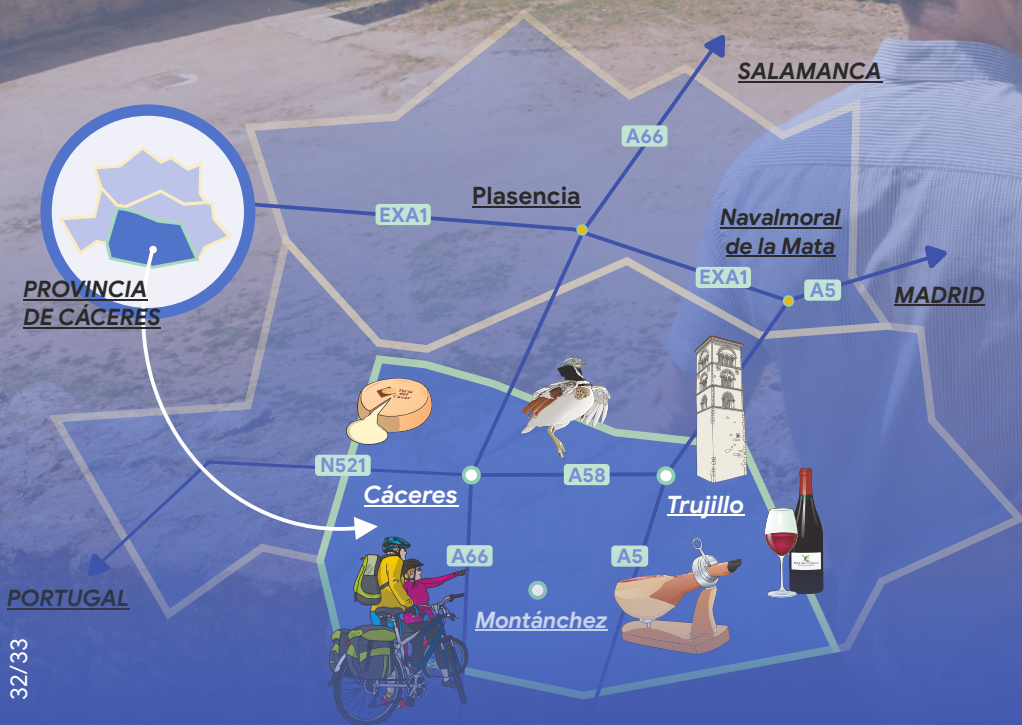 SALAMANCA
A66
Plasencia
EXA1
Navalmoral
de la Mata
EXA1
A5
MADRID
PROVINCIA
DE CÁCERES
N521
A58
Cáceres
Trujillo
A66
A5
Montánchez
PORTUGAL
32/33